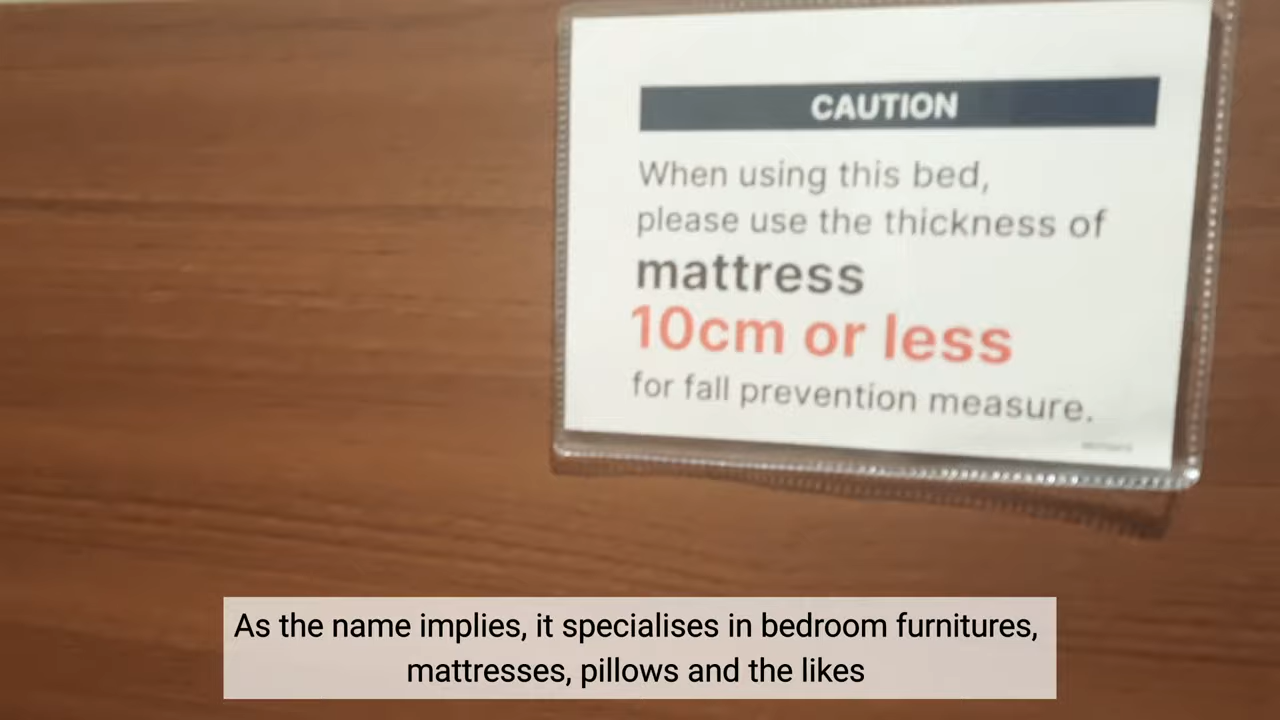 CAUTION
When using this bed,
please use the thickness of
mattress
10cm or less
for fall prevention measure.
As the name implies, it specialises in bedroom furnitures,
mattresses, pillows and the likes